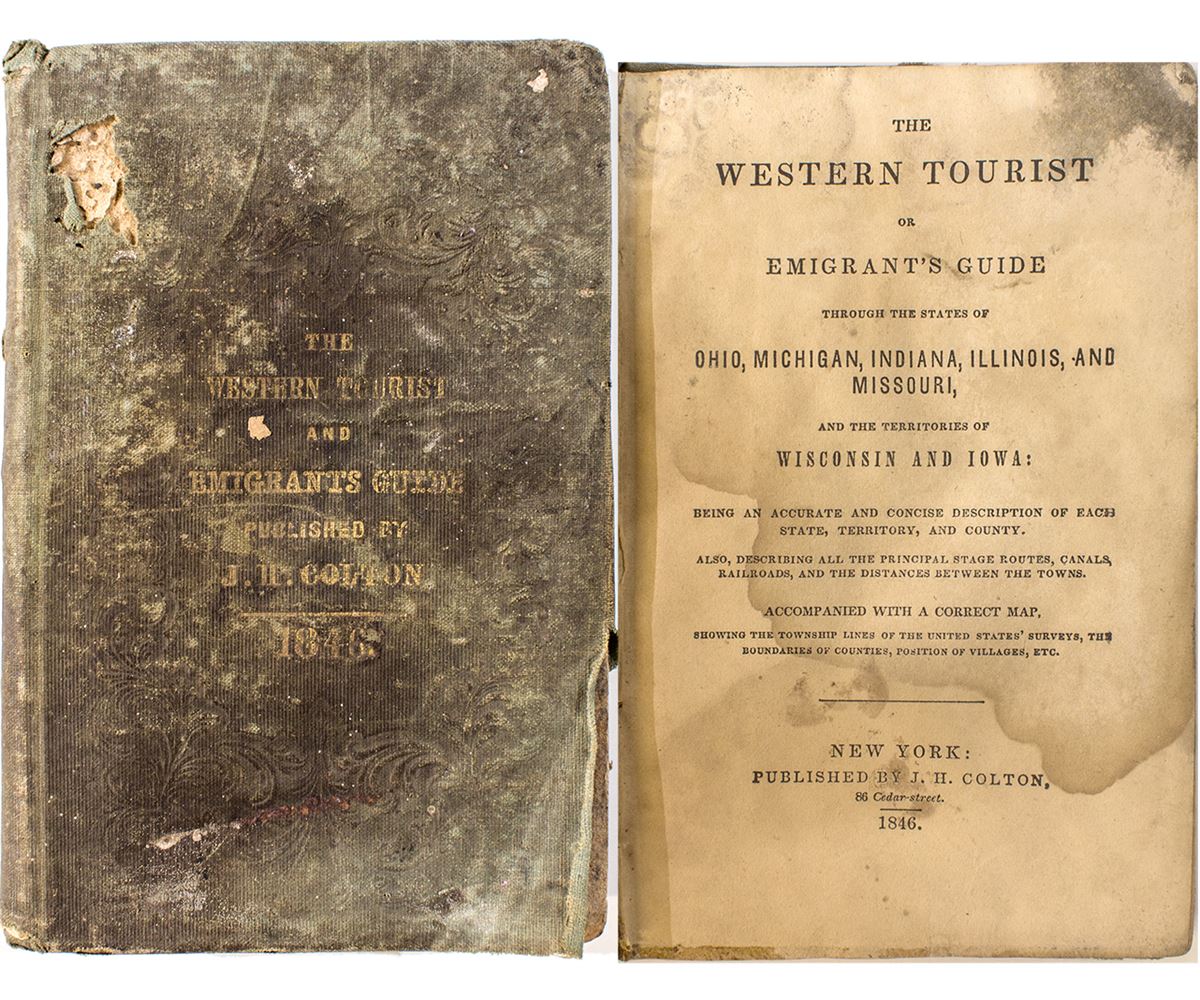 THE
WESTERN TOURIST
AND
EMIGRANTS GUIDE
PUBLISHED BY
J. H. COLTON
1846.
THE
WESTERN TOURIST
OR
EMIGRANT'S GUIDE
THROUGH THE STATES OF
OHIO, MICHIGAN, INDIANA, ILLINOIS, AND
MISSOURI,
AND THE TERRITORIES OF
WISCONSIN AND IOWA:
BEING AN ACCURATE AND CONCISE DESCRIPTION OF EACH
STATE, TERRITORY, AND COUNTY.
ALSO, DESCRIBING ALL THE PRINCIPAL STAGE ROUTES, CANALS,
RAILROADS, AND THE DISTANCES BETWEEN THE TOWNS.
ACCOMPANIED WITH A CORRECT MAP,
SHOWING THE TOWNSHIP LINES OF THE UNITED STATES' SURVEYS, THE
BOUNDARIES OF COUNTIES, POSITION OF VILLAGES, ETC.
NEW YORK:
PUBLISHED BY J. H. COLTON,
86 Cedar-street.
1846.